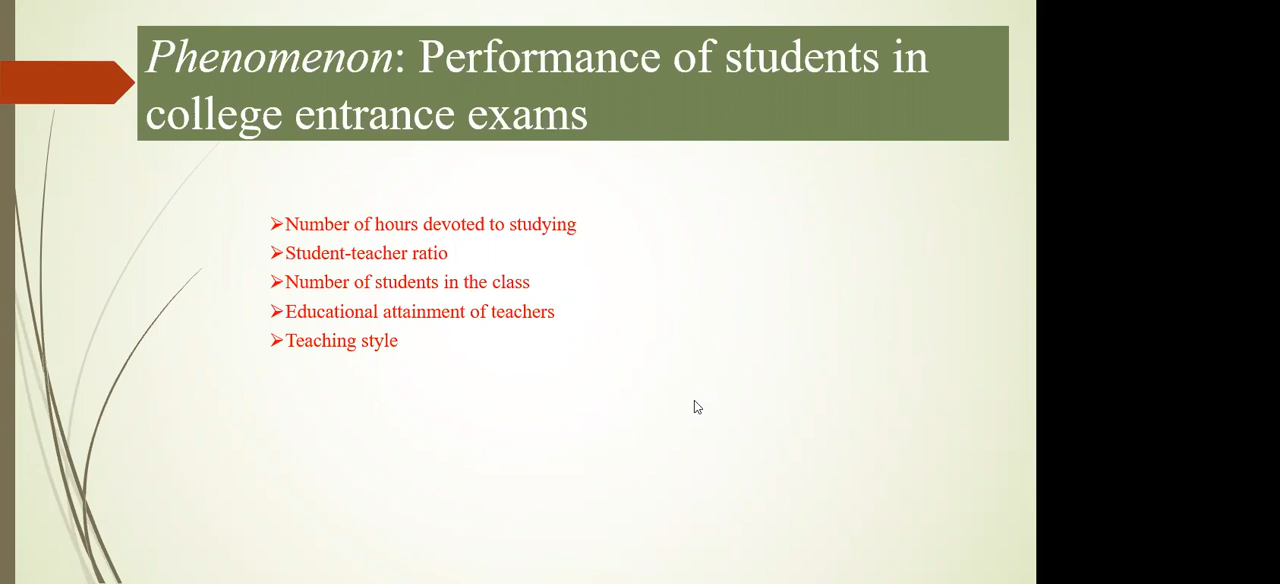 Phenomenon: Performance of students in
college entrance exams
➢Number of hours devoted to studying
➢Student-teacher ratio
➢Number of students in the class
➢Educational attainment of teachers
➢Teaching style